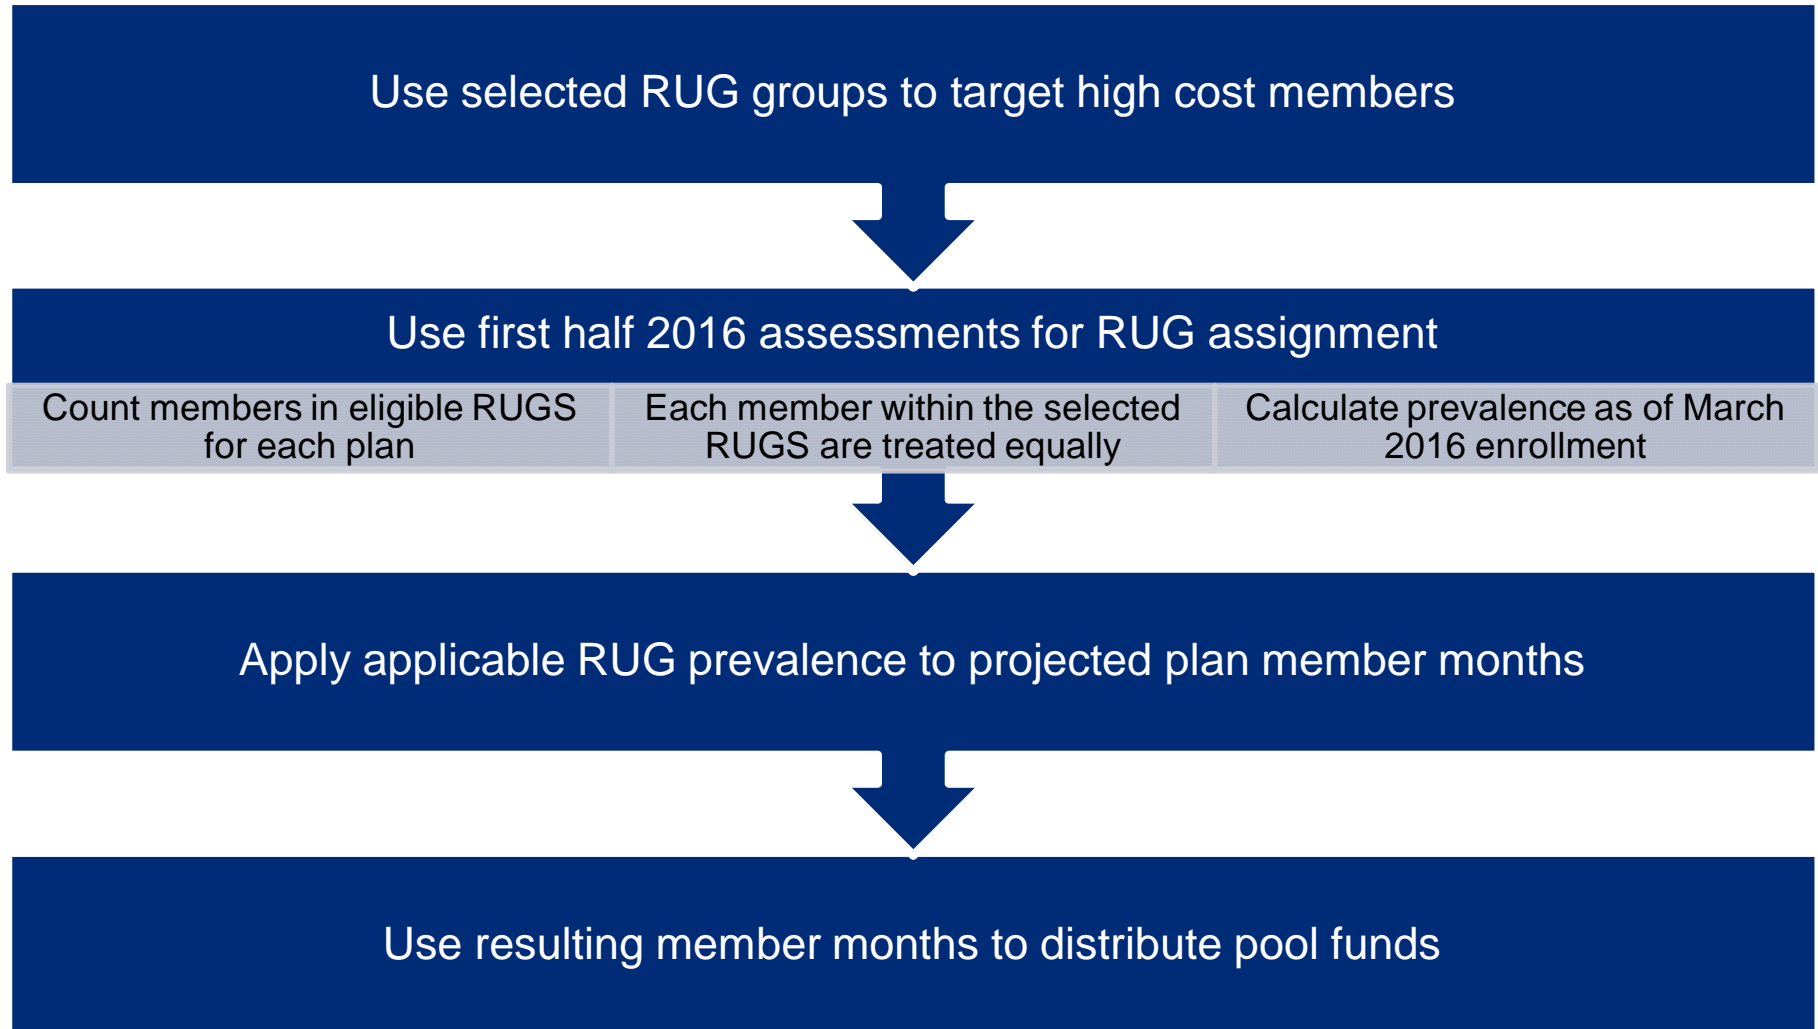 Use selected RUG groups to target high cost members
Use first half 2016 assessments for RUG assignment
Count members in eligible RUGS
for each plan
Each member within the selected
RUGS are treated equally
Calculate prevalence as of March
2016 enrollment
Apply applicable RUG prevalence to projected plan member months
Use resulting member months to distribute pool funds